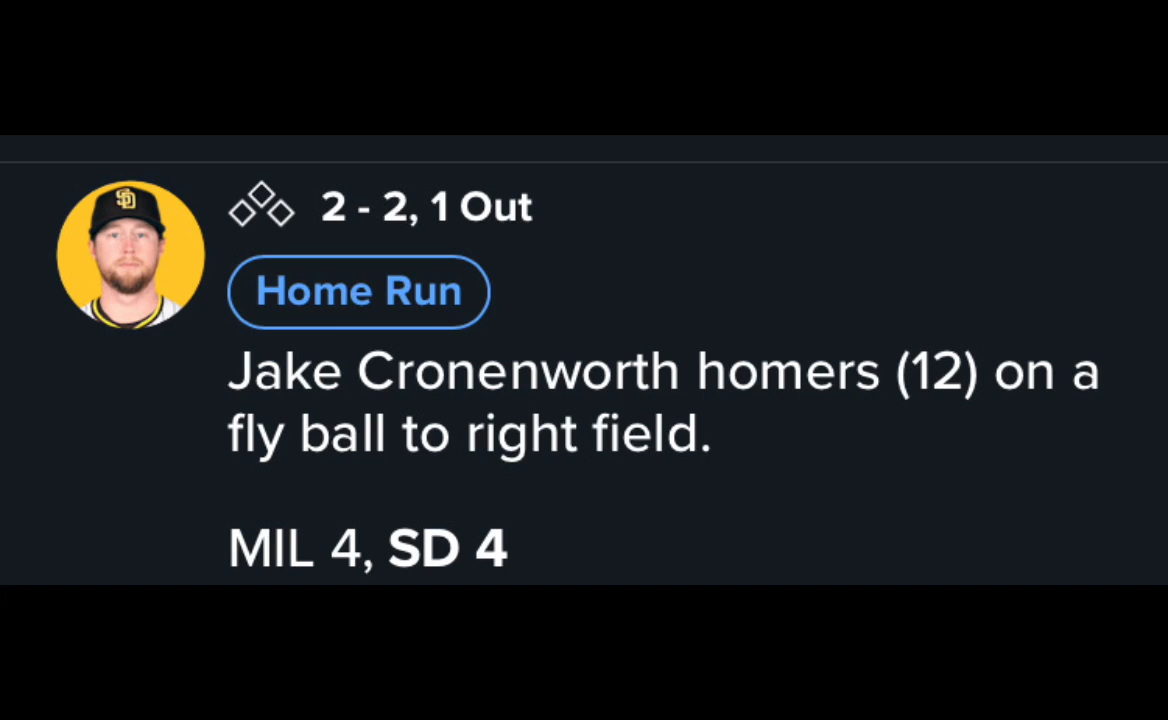 SD
2 - 2, 1 Out
Home Run
Jake Cronenworth homers (12) on a
fly ball to right field.
MIL 4, SD 4